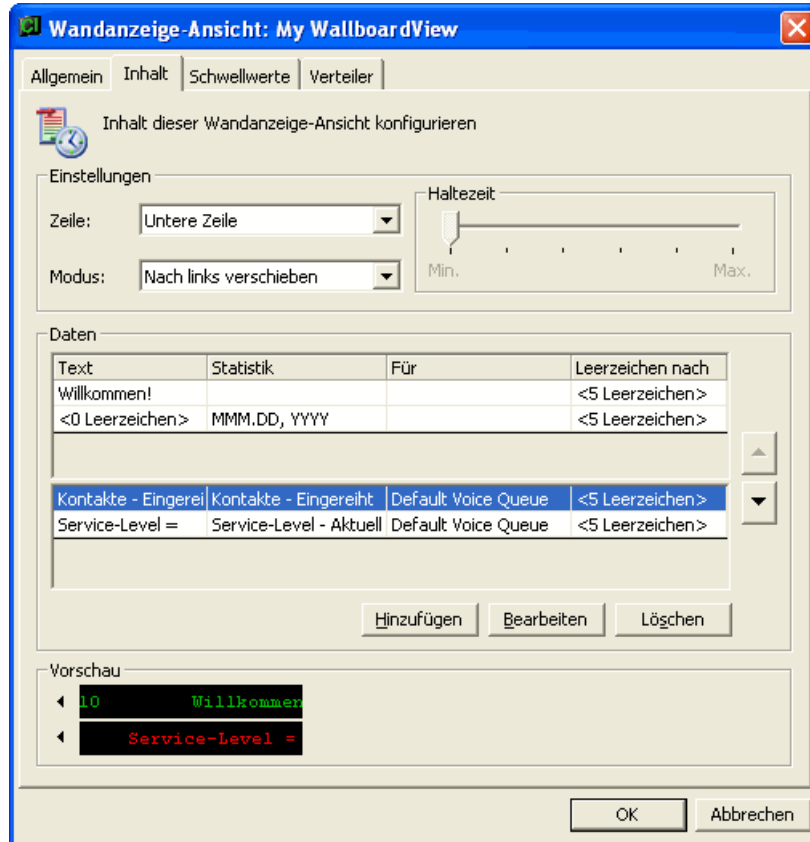 Wandanzeige-Ansicht: My WallboardView
Allgemein Inhalt Schwellwerte Verteiler
Inhalt dieser Wandanzeige-Ansicht konfigurieren
Einstellungen
Zeile: Untere Zeile
Modus: Nach links verschieben
Haltezeit
Min. Max.
Daten
Text Statistik Für Leerzeichen nach
Willkommen! <5 Leerzeichen>
<0 Leerzeichen> MMM.DD, YYYY <5 Leerzeichen>
Kontakte - Eingerei Kontakte - Eingereiht Default Voice Queue <5 Leerzeichen>
Service-Level = Service-Level - Aktuell Default Voice Queue <5 Leerzeichen>
Hinzufügen Bearbeiten Löschen
Vorschau
10 Willkommen
Service-Level =
OK Abbrechen